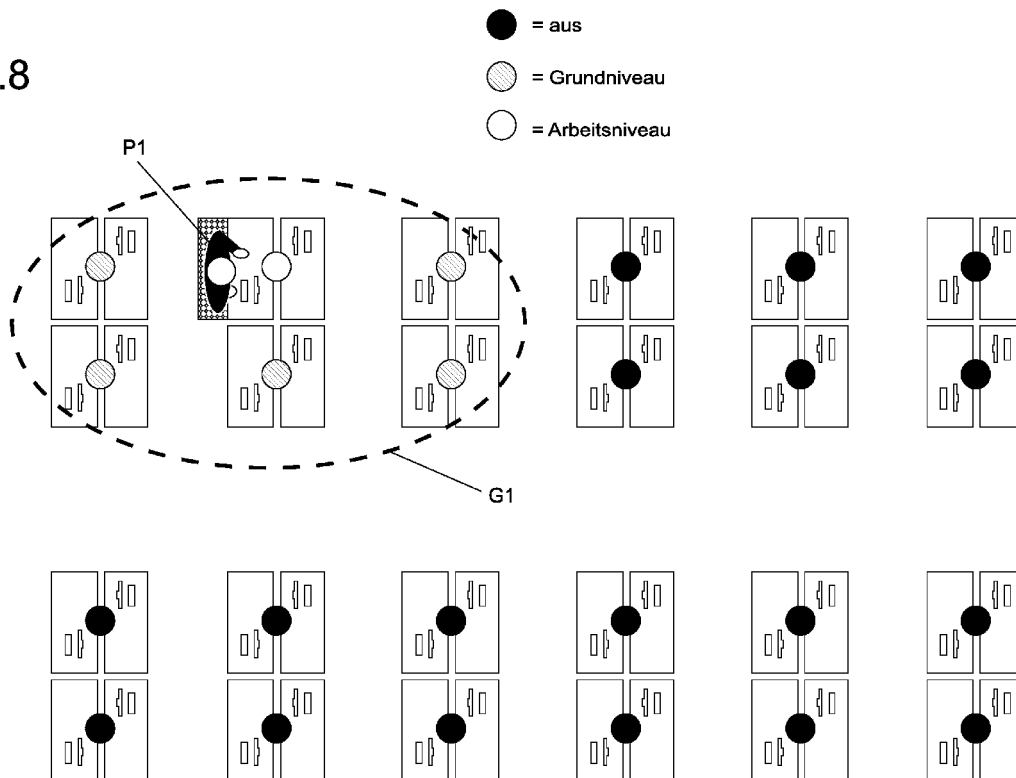 = aus
.8
= Grundniveau
= Arbeitsniveau
P1
G1